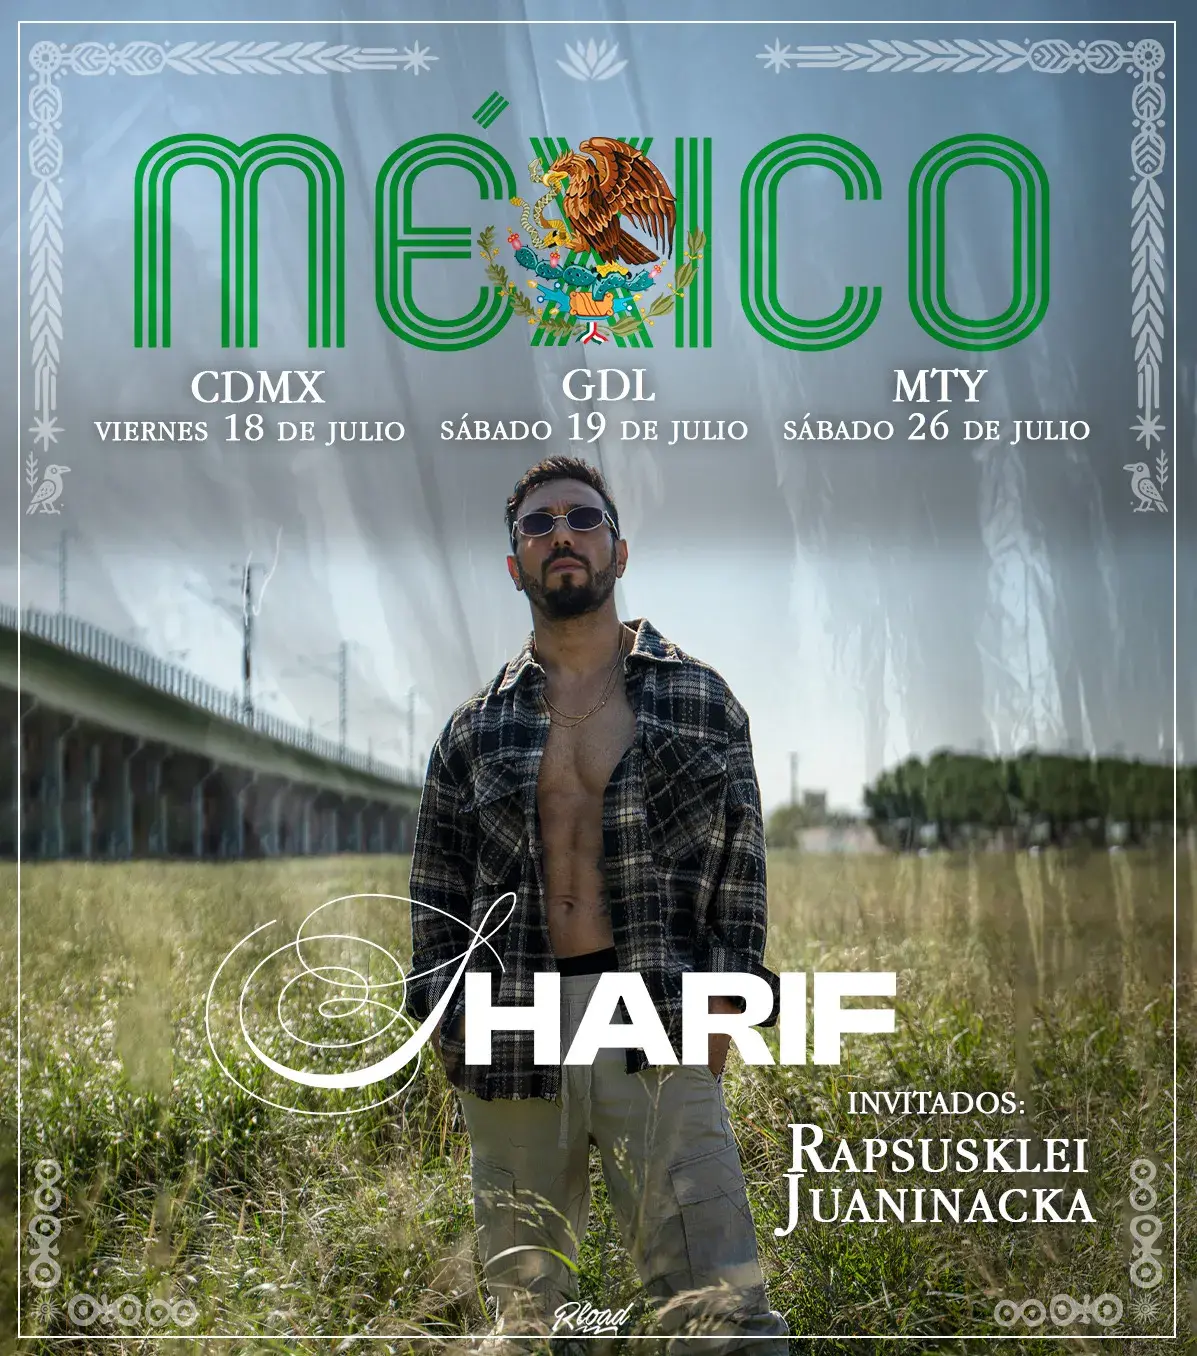 MÉXICO
CDMX
VIERNES 18 DE JULIO
GDL
SÁBADO 19 DE JULIO
MTY
SÁBADO 26 DE JULIO
SHARIF
INVITADOS:
RAPSUSKLEI
JUANINACKA
Rload